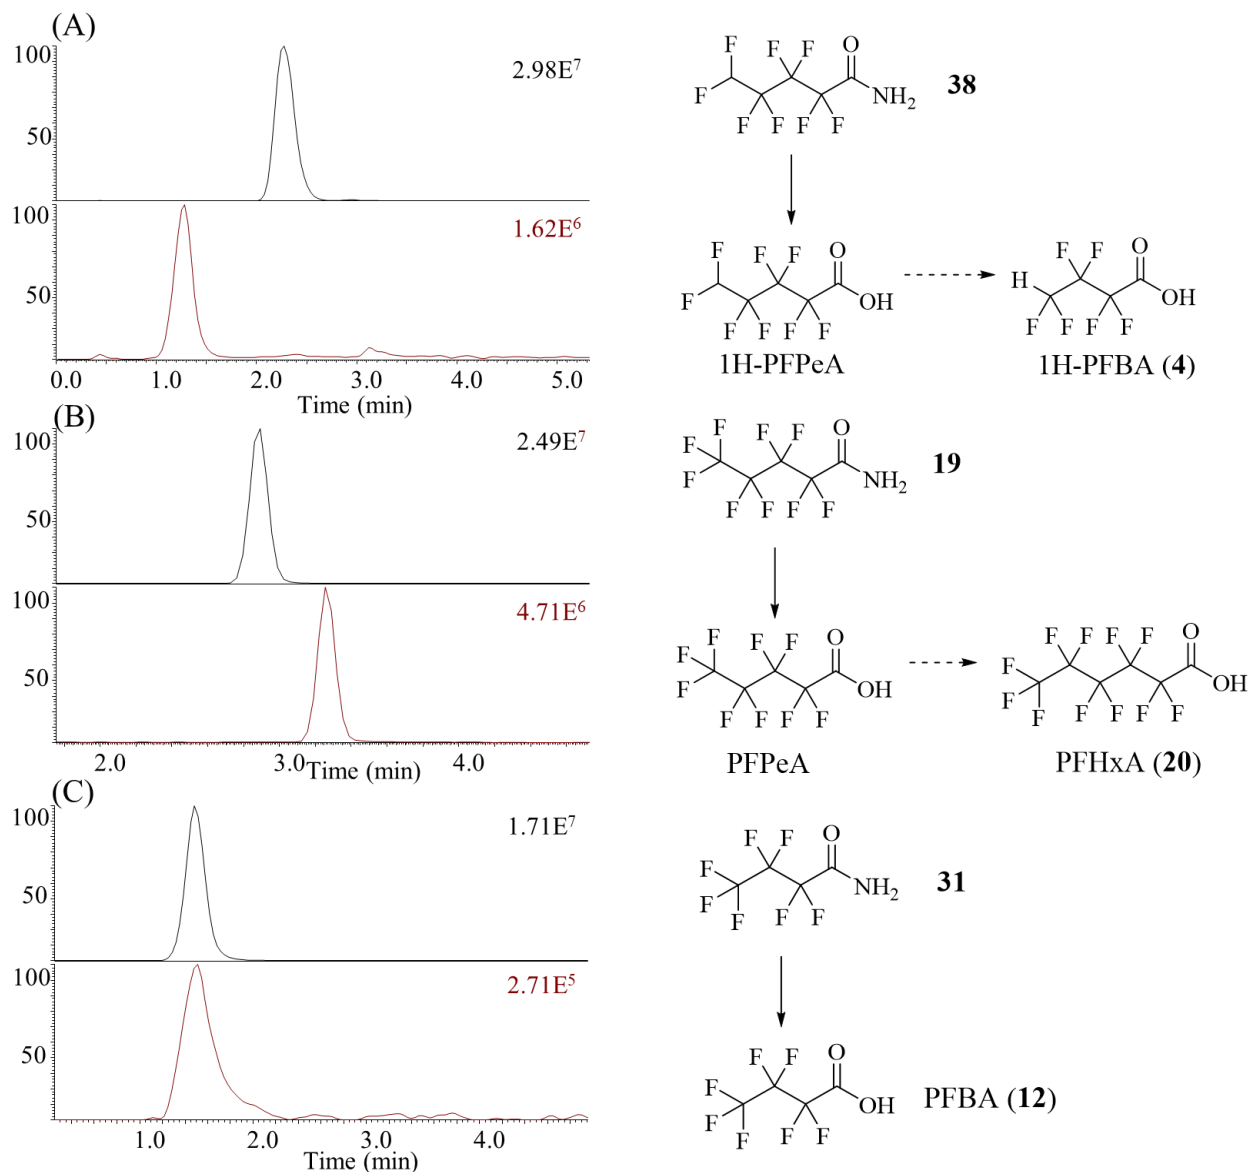 (A)
100
50
2.98E7
100
50
1.62E6
0.0 1.0 2.0 3.0 4.0 5.0
Time (min)
F F F O
F F F F F NH2
38
F F F O
F F F F F OH
1H-PFPeA
F F O
H F F F F OH
1H-PFBA (4)
(B)
100
50
2.49E7
100
50
4.71E6
2.0 3.0 4.0
Time (min)
F F F O
F F F F F F NH2
19
F F F O
F F F F F F OH
PFPeA
F F F F O
F F F F F F F OH
PFHxA (20)
(C)
100
50
1.71E7
100
50
2.71E5
1.0 2.0 3.0 4.0
Time (min)
F F O
F F F F F NH2
31
F F O
F F F F F OH
PFBA (12)